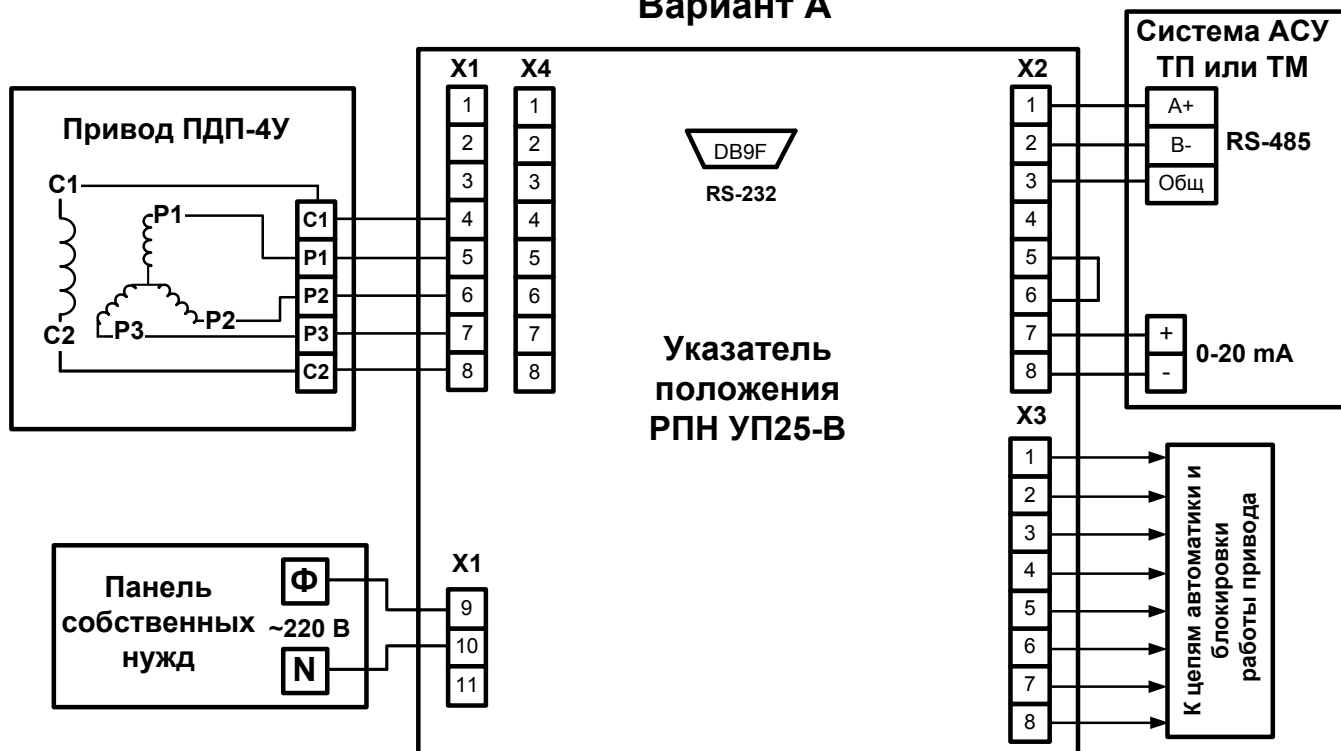 Вариант А
Система АСУ
ТП или ТМ
A+
B-
Общ
RS-485
+
-
0-20 mA
Привод ПДП-4У
C1
P1
P3
P2
C2
C1
P1
P2
P3
C2
X1
1
2
3
4
5
6
7
8
X4
1
2
3
4
5
6
7
8
DB9F
RS-232
Указатель
положения
РПН УП25-В
X2
1
2
3
4
5
6
7
8
X3
1
2
3
4
5
6
7
8
К цепям автоматики и
блокировки
работы привода
Панель
собственных
нужд
Ф
~220 В
N
X1
9
10
11